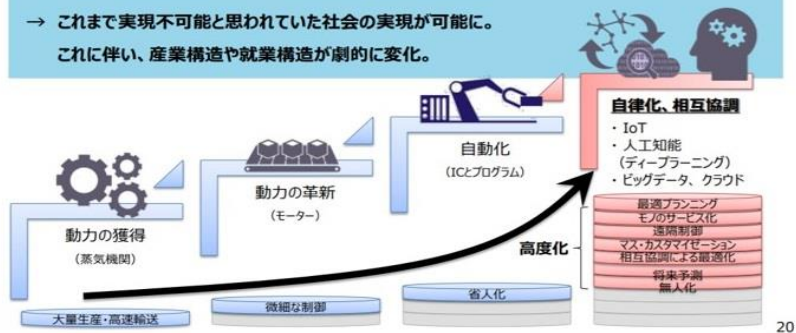 → これまで実現不可能と思われていた社会の実現が可能に。
これに伴い、産業構造や就業構造が劇的に変化。
動力の獲得
(蒸気機関)
大量生産・高速輸送
動力の革新
(モーター)
微細な制御
自動化
(ICとプログラム)
省人化
自律化、相互協調
・IoT
・人工知能
(ディープラーニング)
・ビッグデータ、クラウド
高度化
最適プランニング
モノのサービス化
遠隔制御
マス・カスタマイゼーション
相互協調による最適化
将来予測
無人化
20